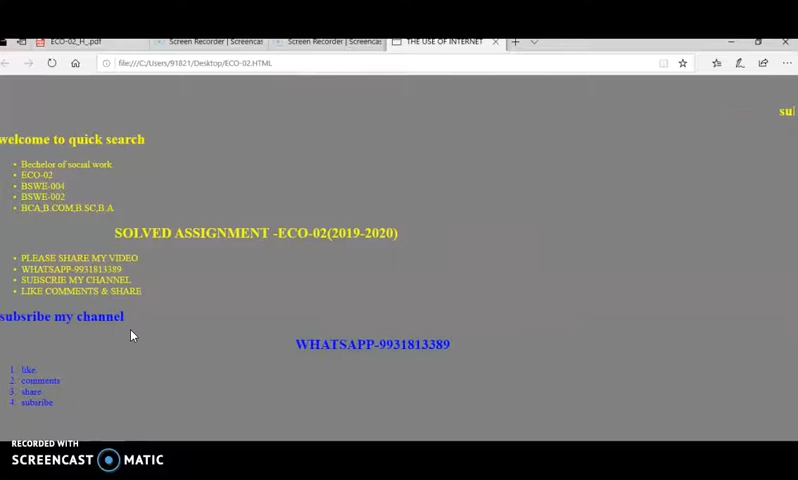 ECO-02_H_.pdf
Screen Recorder | Screencas
Screen Recorder | Screencas
THE USE OF INTERNET
file:///C:/Users/91821/Desktop/ECO-02.HTML
sul
welcome to quick search
• Bechelor of social work
• ECO-02
• BSWE-004
• BSWE-002
• BCA,B.COM,B.SC,B.A
SOLVED ASSIGNMENT -ECO-02(2019-2020)
• PLEASE SHARE MY VIDEO
• WHATSAPP-9931813389
• SUBSCRIE MY CHANNEL
• LIKE COMMENTS & SHARE
subsribe my channel
WHATSAPP-9931813389
1. like
2. comments
3. share
4. subsribe
RECORDED WITH
SCREENCAST MATIC